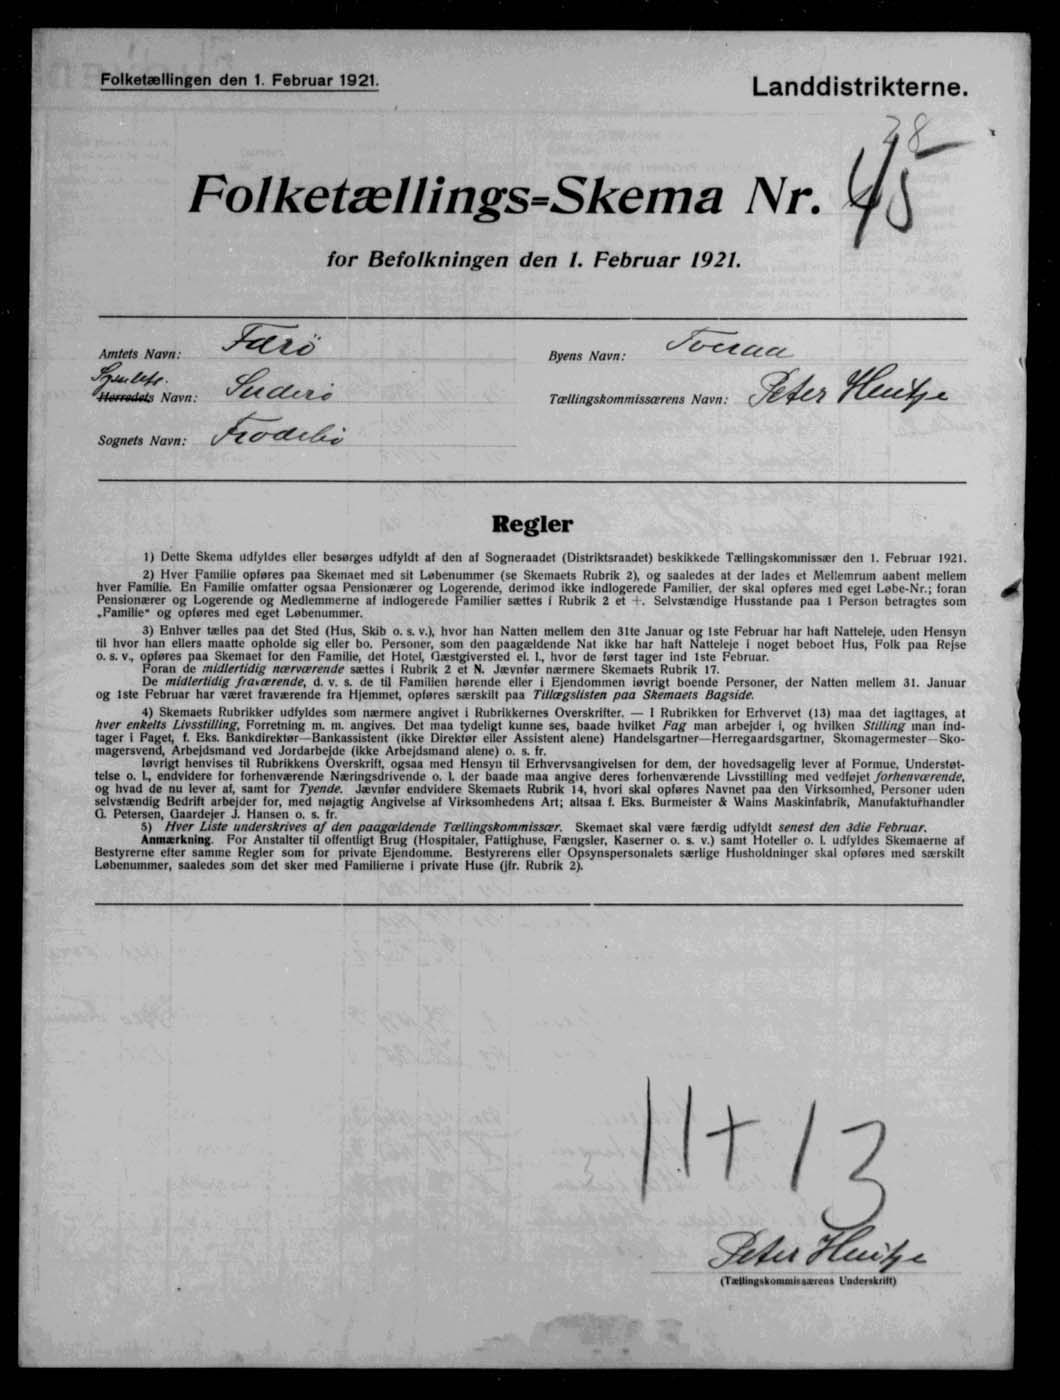 Folketællingen den 1. Februar 1921.
Landdistrikterne.
38
Folketællings=Skema Nr. 45
for Befolkningen den 1. Februar 1921.
Amtets Navn: Færö
Byens Navn: Tveraa
Sysselets
Herredets Navn: Suderø
Tællingskommissærens Navn: Peter Hentze
Sognets Navn: Frodebø
Regler
1) Dette Skema udfyldes eller besørges udfyldt af den af Sogneraadet (Distriktsraadet) beskikkede Tællingskommissær den 1. Februar 1921.
2) Hver Familie opføres paa Skemaet med sit Løbenummer (se Skemaets Rubrik 2), og saaledes at der lades et Mellemrum aabent mellem
hver Familie. En Familie omfatter ogsaa Pensionærer og Logerende, derimod ikke indlogerede Familier, der skal opføres med eget Løbe-Nr.; foran
Pensionærer og Logerende og Medlemmerne af indlogerede Familier sættes i Rubrik 2 et +. Selvstændige Husstande paa 1 Person betragtes som
„Familie“ og opføres med eget Løbenummer.
3) Enhver tælles paa det Sted (Hus, Skib o. s. v.), hvor han Natten mellem den 31te Januar og 1ste Februar har haft Natteleje, uden Hensyn
til hvor han ellers maatte opholde sig eller bo. Personer, som den paagældende Nat ikke har haft Natteleje i noget beboet Hus, Folk paa Rejse
o. s. v., opføres paa Skemaet for den Familie, det Hotel, Gæstgiversted el. l., hvor de først tager ind 1ste Februar.
Foran de midlertidig nærværende sættes i Rubrik 2 et N. Jævnfør nærmere Skemaets Rubrik 17.
De midlertidig fraværende, d. v. s. de til Familien hørende eller i Ejendommen iøvrigt boende Personer, der Natten mellem 31. Januar
og 1ste Februar har været fraværende fra Hjemmet, opføres særskilt paa Tillægslisten paa Skemaets Bagside.
4) Skemaets Rubrikker udfyldes som nærmere angivet i Rubrikkernes Overskrifter. — I Rubrikken for Erhvervet (13) maa det iagttages, at
hver enkelts Livsstilling, Forretning m. m. angives. Det maa tydeligt kunne ses, baade hvilket Fag man arbejder i, og hvilken Stilling man ind-
tager i Faget, f. Eks. Bankdirektør—Bankassistent (ikke Direktør eller Assistent alene) Handelsgartner—Herregaardsgartner, Skomagermester—Sko-
magersvend, Arbejdsmand ved Jordarbejde (ikke Arbejdsmand alene) o. s. fr.
Iøvrigt henvises til Rubrikkens Overskrift, ogsaa med Hensyn til Erhvervsangivelsen for dem, der hovedsagelig lever af Formue, Understøt-
telse o. l., endvidere for forhenværende Næringsdrivende o. l. der baade maa angive deres forhenværende Livsstilling med vedføjet forhenværende,
og hvad de nu lever af, samt for Tyende. Jævnfør endvidere Skemaets Rubrik 14, hvori skal opføres Navnet paa den Virksomhed, Personer uden
selvstændig Bedrift arbejder for, med nøjagtig Angivelse af Virksomhedens Art; altsaa f. Eks. Burmeister & Wains Maskinfabrik, Manufakturhandler
G. Petersen, Gaardejer J. Hansen o. s. fr.
5) Hver Liste underskrives af den paagældende Tællingskommissær. Skemaet skal være færdig udfyldt senest den 3die Februar.
Anmærkning. For Anstalter til offentligt Brug (Hospitaler, Fattighuse, Fængsler, Kaserner o. s. v.) samt Hoteller o. l. udfyldes Skemaerne af
Bestyrerne efter samme Regler som for private Ejendomme. Bestyrerens eller Opsynspersonalets særlige Husholdninger skal opføres med særskilt
Løbenummer, saaledes som det sker med Familierne i private Huse (jfr. Rubrik 2).
11 + 13
Peter Hentze
(Tællingskommissærens Underskrift)